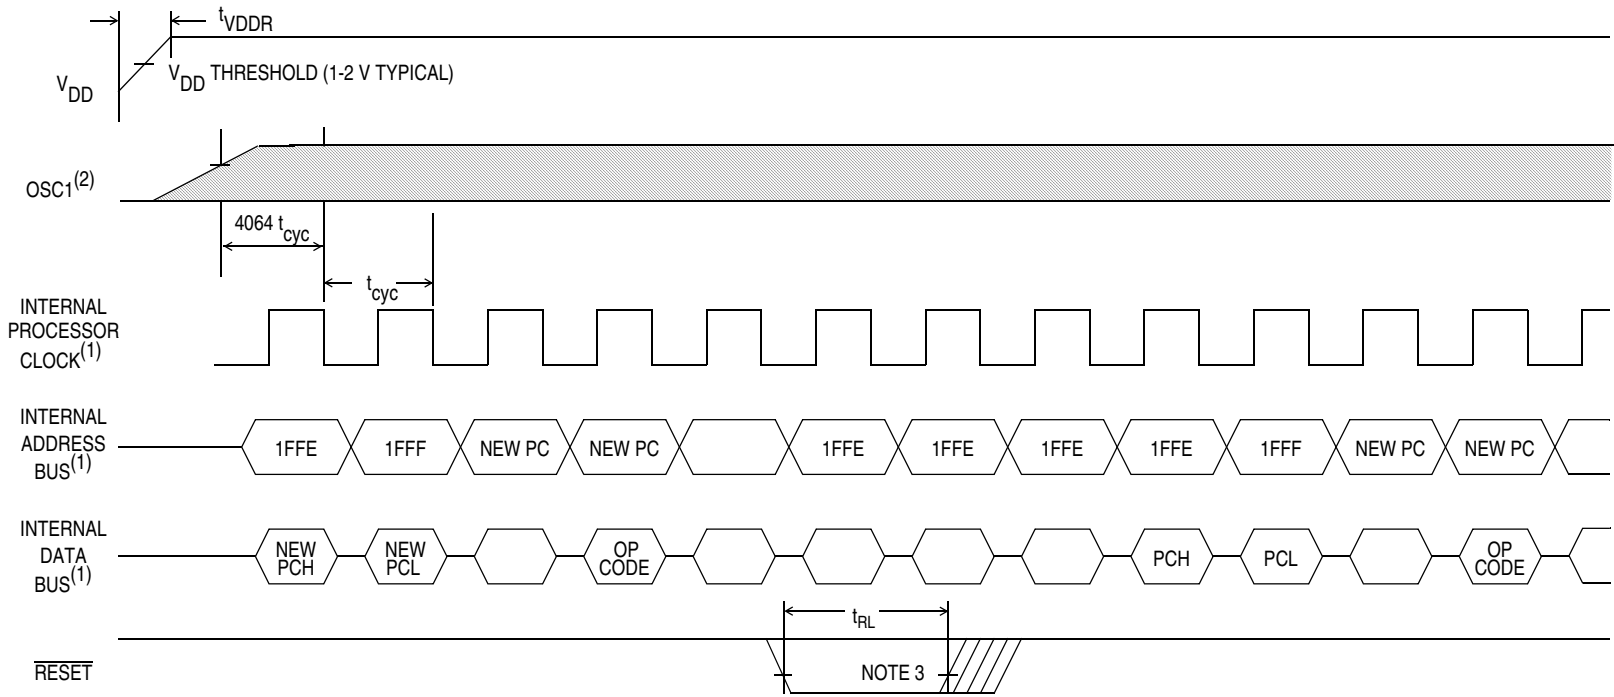 tVDDR
VDD
VDD THRESHOLD (1-2 V TYPICAL)
OSC1(2)
4064 tcyc
tcyc
INTERNAL
PROCESSOR
CLOCK(1)
INTERNAL
ADDRESS
BUS(1)
1FFE 1FFF NEW PC NEW PC 1FFE 1FFE 1FFE 1FFE 1FFF NEW PC NEW PC
INTERNAL
DATA
BUS(1)
NEW
PCH
NEW
PCL
OP
CODE
PCH
PCL
OP
CODE
tRL
RESET
NOTE 3